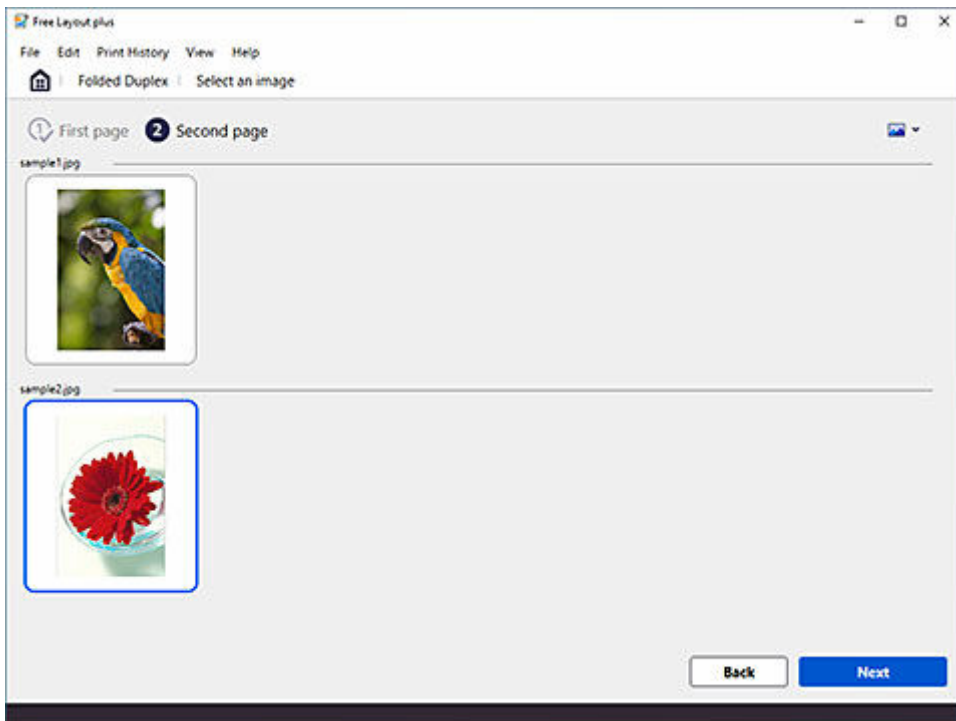 Free Layout plus
File Edit Print History View Help
Folded Duplex Select an image
1 First page 2 Second page
sample1.jpg
sample2.jpg
Back Next